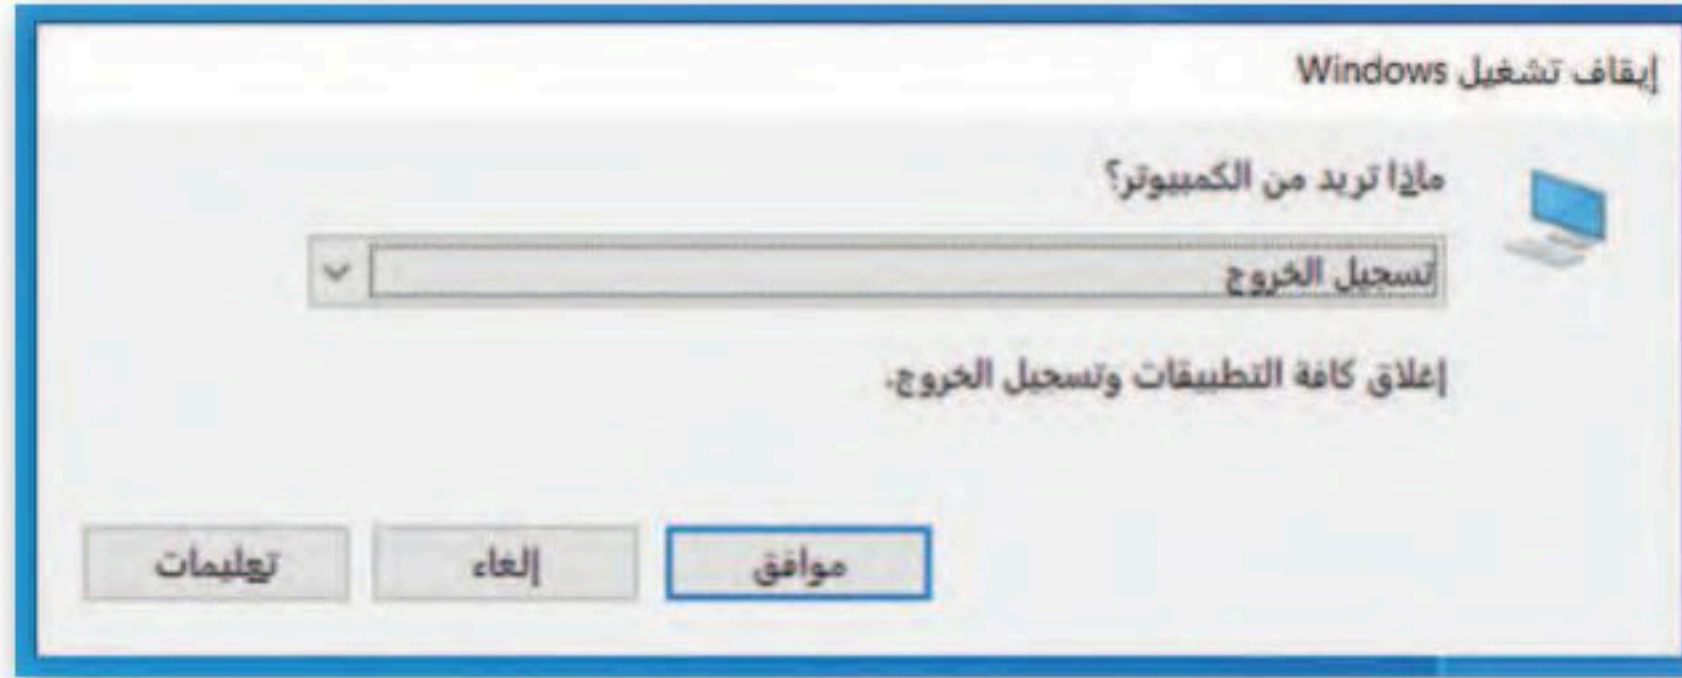 إيقاف تشغيل Windows
ماذا تريد من الكمبيوتر؟
تسجيل الخروج
إغلاق كافة التطبيقات وتسجيل الخروج.
موافق
إلغاء
تعليمات